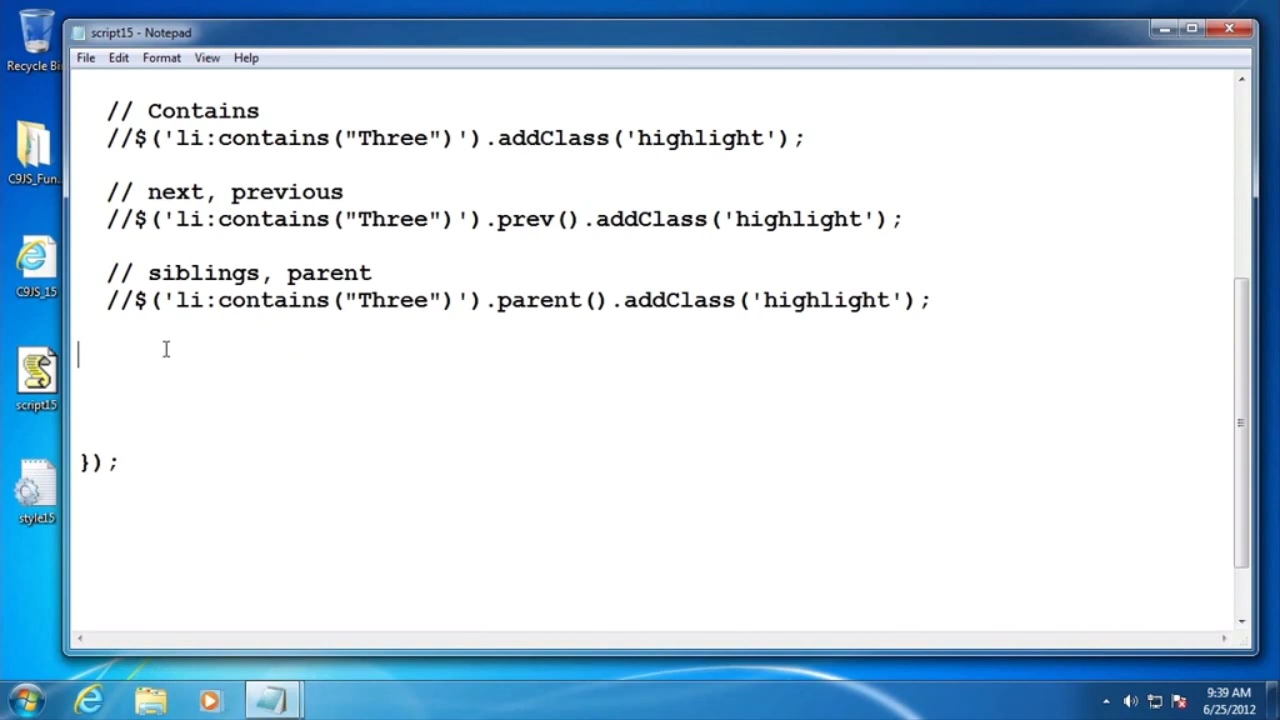 Recycle Bi
C9JS_Fun...
C9JS_15
script15
style15
script15 - Notepad
File Edit Format View Help
// Contains
//$('li:contains("Three")').addClass('highlight');
// next, previous
//$('li:contains("Three")').prev().addClass('highlight');
// siblings, parent
//$('li:contains("Three")').parent().addClass('highlight');
});
9:39 AM
6/25/2012